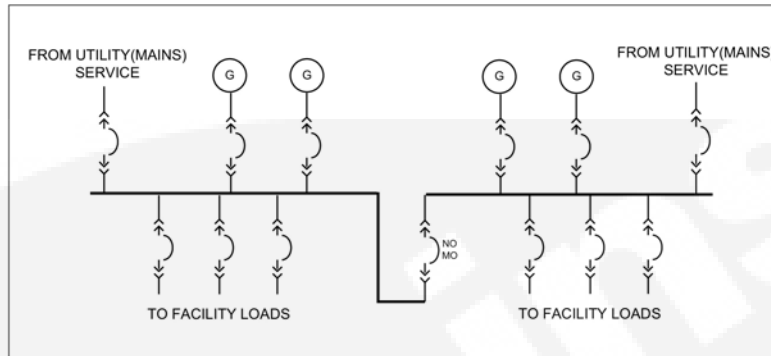 FROM UTILITY(MAINS)
SERVICE
G
G
G
G
FROM UTILITY(MAINS
SERVICE
NO
MO
TO FACILITY LOADS
TO FACILITY LOADS